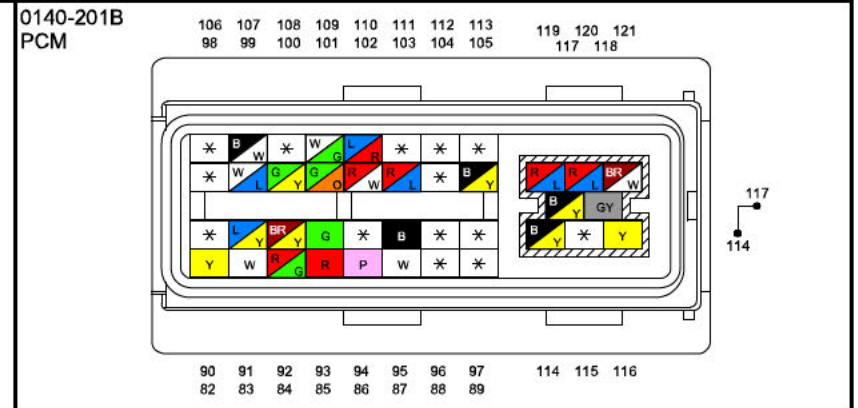 0140-201B
PCM
106 107 108 109 110 111 112 113
98 99 100 101 102 103 104 105
119 120 121
117 118
* B W * W G L R * * *
* W L G Y G O R W R L * B Y
R L R L BR W
B Y GY
* L Y BR Y G * B * *
B Y * Y
Y W R G R P W * *
117
114
90 91 92 93 94 95 96 97
82 83 84 85 86 87 88 89
114 115 116